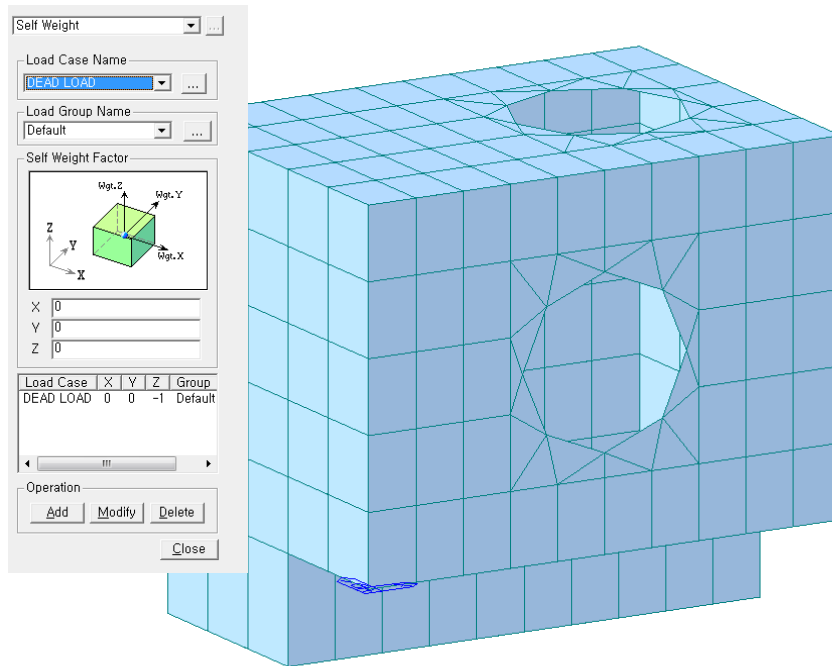 Self Weight ...
Load Case Name
DEAD LOAD ...
Load Group Name
Default ...
Self Weight Factor
Wgt.Z
Wgt.Y
Z
Y
X
Wgt.X
X 0
Y 0
Z 0
Load Case X Y Z Group
DEAD LOAD 0 0 -1 Default
Operation
Add Modify Delete
Close